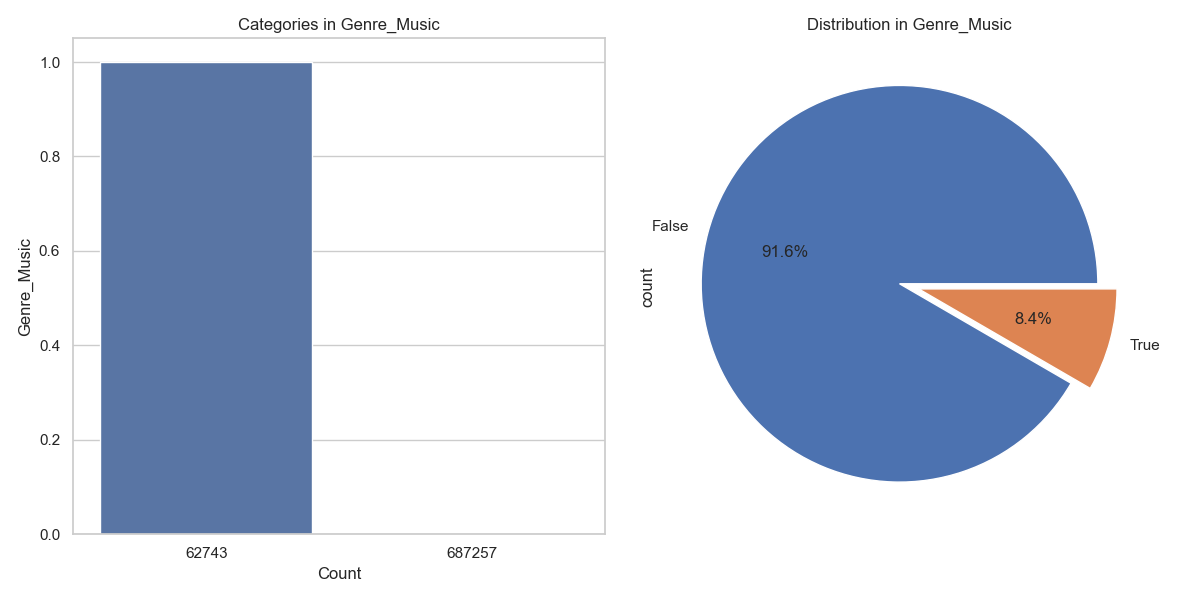 Categories in Genre_Music
Genre_Music
1.0
0.8
0.6
0.4
0.2
0.0
62743
687257
Count
Distribution in Genre_Music
count
False
91.6%
8.4%
True